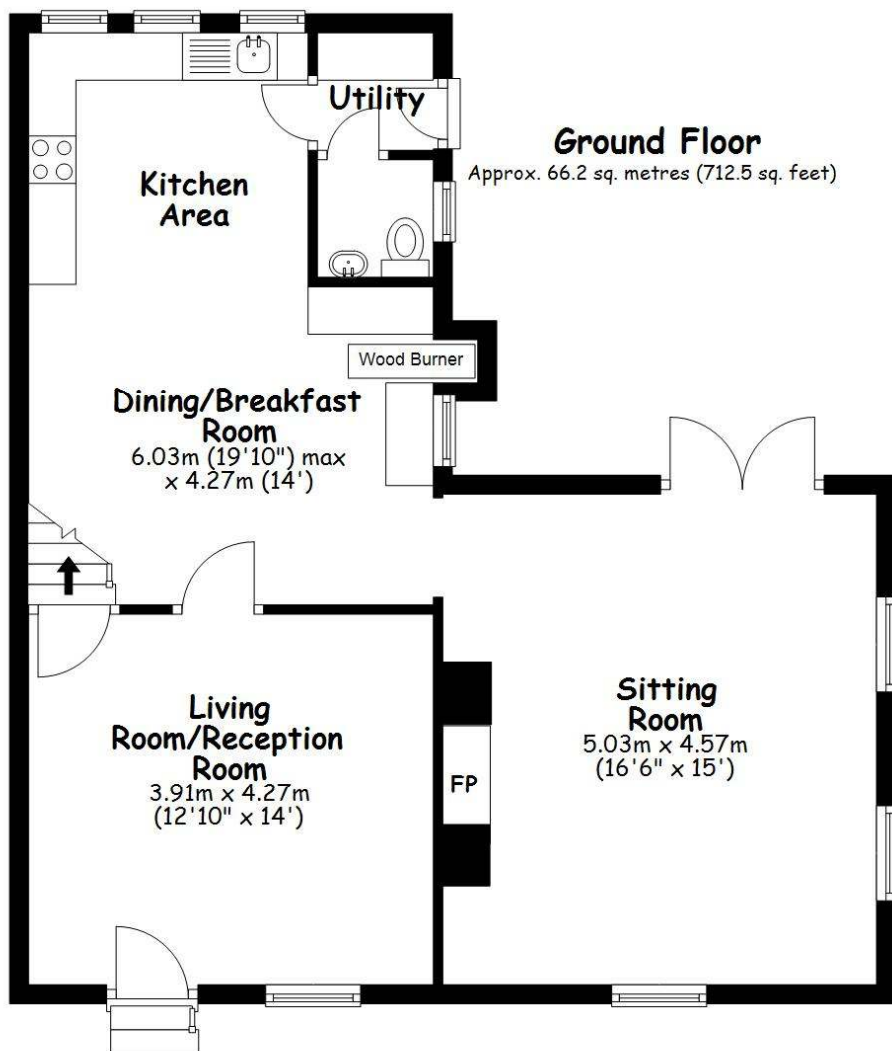 Utility
Ground Floor
Approx. 66.2 sq. metres (712.5 sq. feet)
Kitchen
Area
Wood Burner
Dining/Breakfast
Room
6.03m (19'10") max
x 4.27m (14')
Living
Room/Reception
Room
3.91m x 4.27m
(12'10" x 14')
FP
Sitting
Room
5.03m x 4.57m
(16'6" x 15')